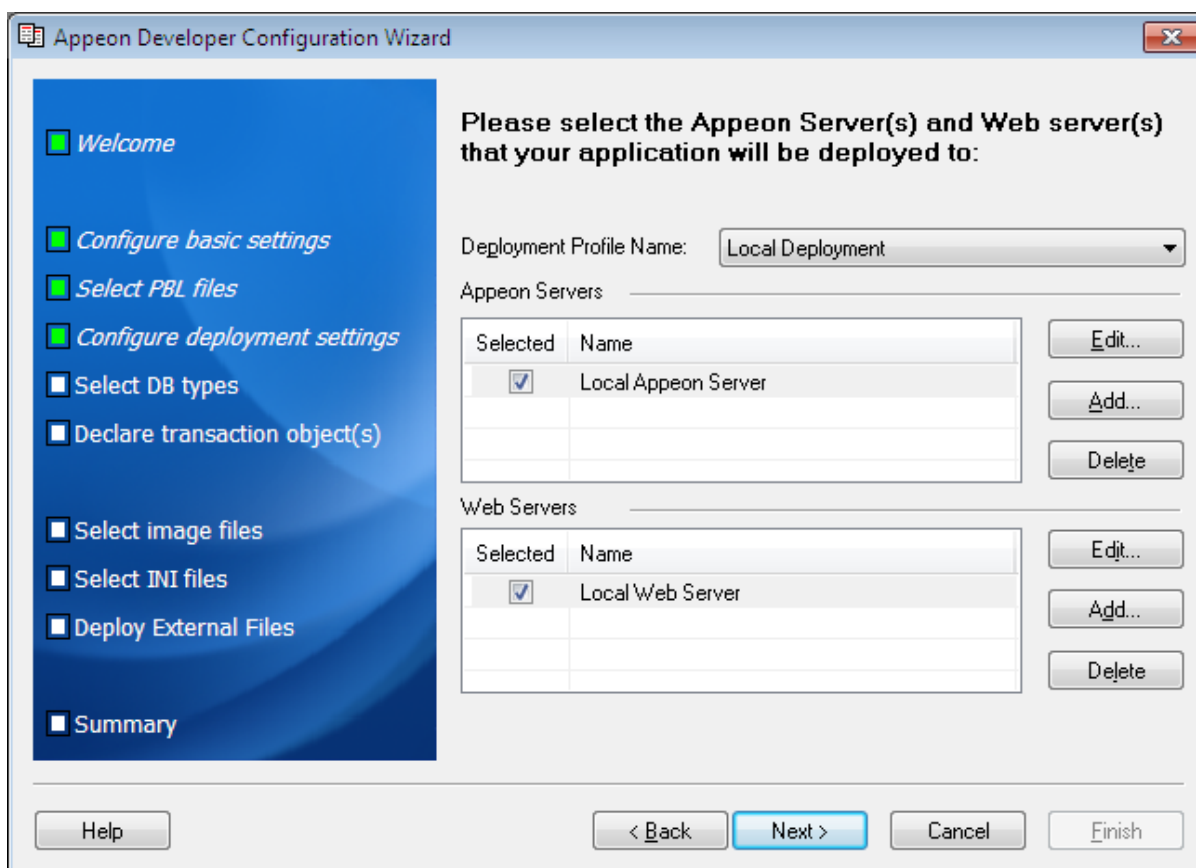 Appeon Developer Configuration Wizard
Welcome
Configure basic settings
Select PBL files
Configure deployment settings
Select DB types
Declare transaction object(s)
Select image files
Select INI files
Deploy External Files
Summary
Please select the Appeon Server(s) and Web server(s)
that your application will be deployed to:
Deployment Profile Name: Local Deployment
Appeon Servers
Selected Name
Local Appeon Server
Edit...
Add...
Delete
Web Servers
Selected Name
Local Web Server
Edit...
Add...
Delete
Help
< Back
Next >
Cancel
Finish